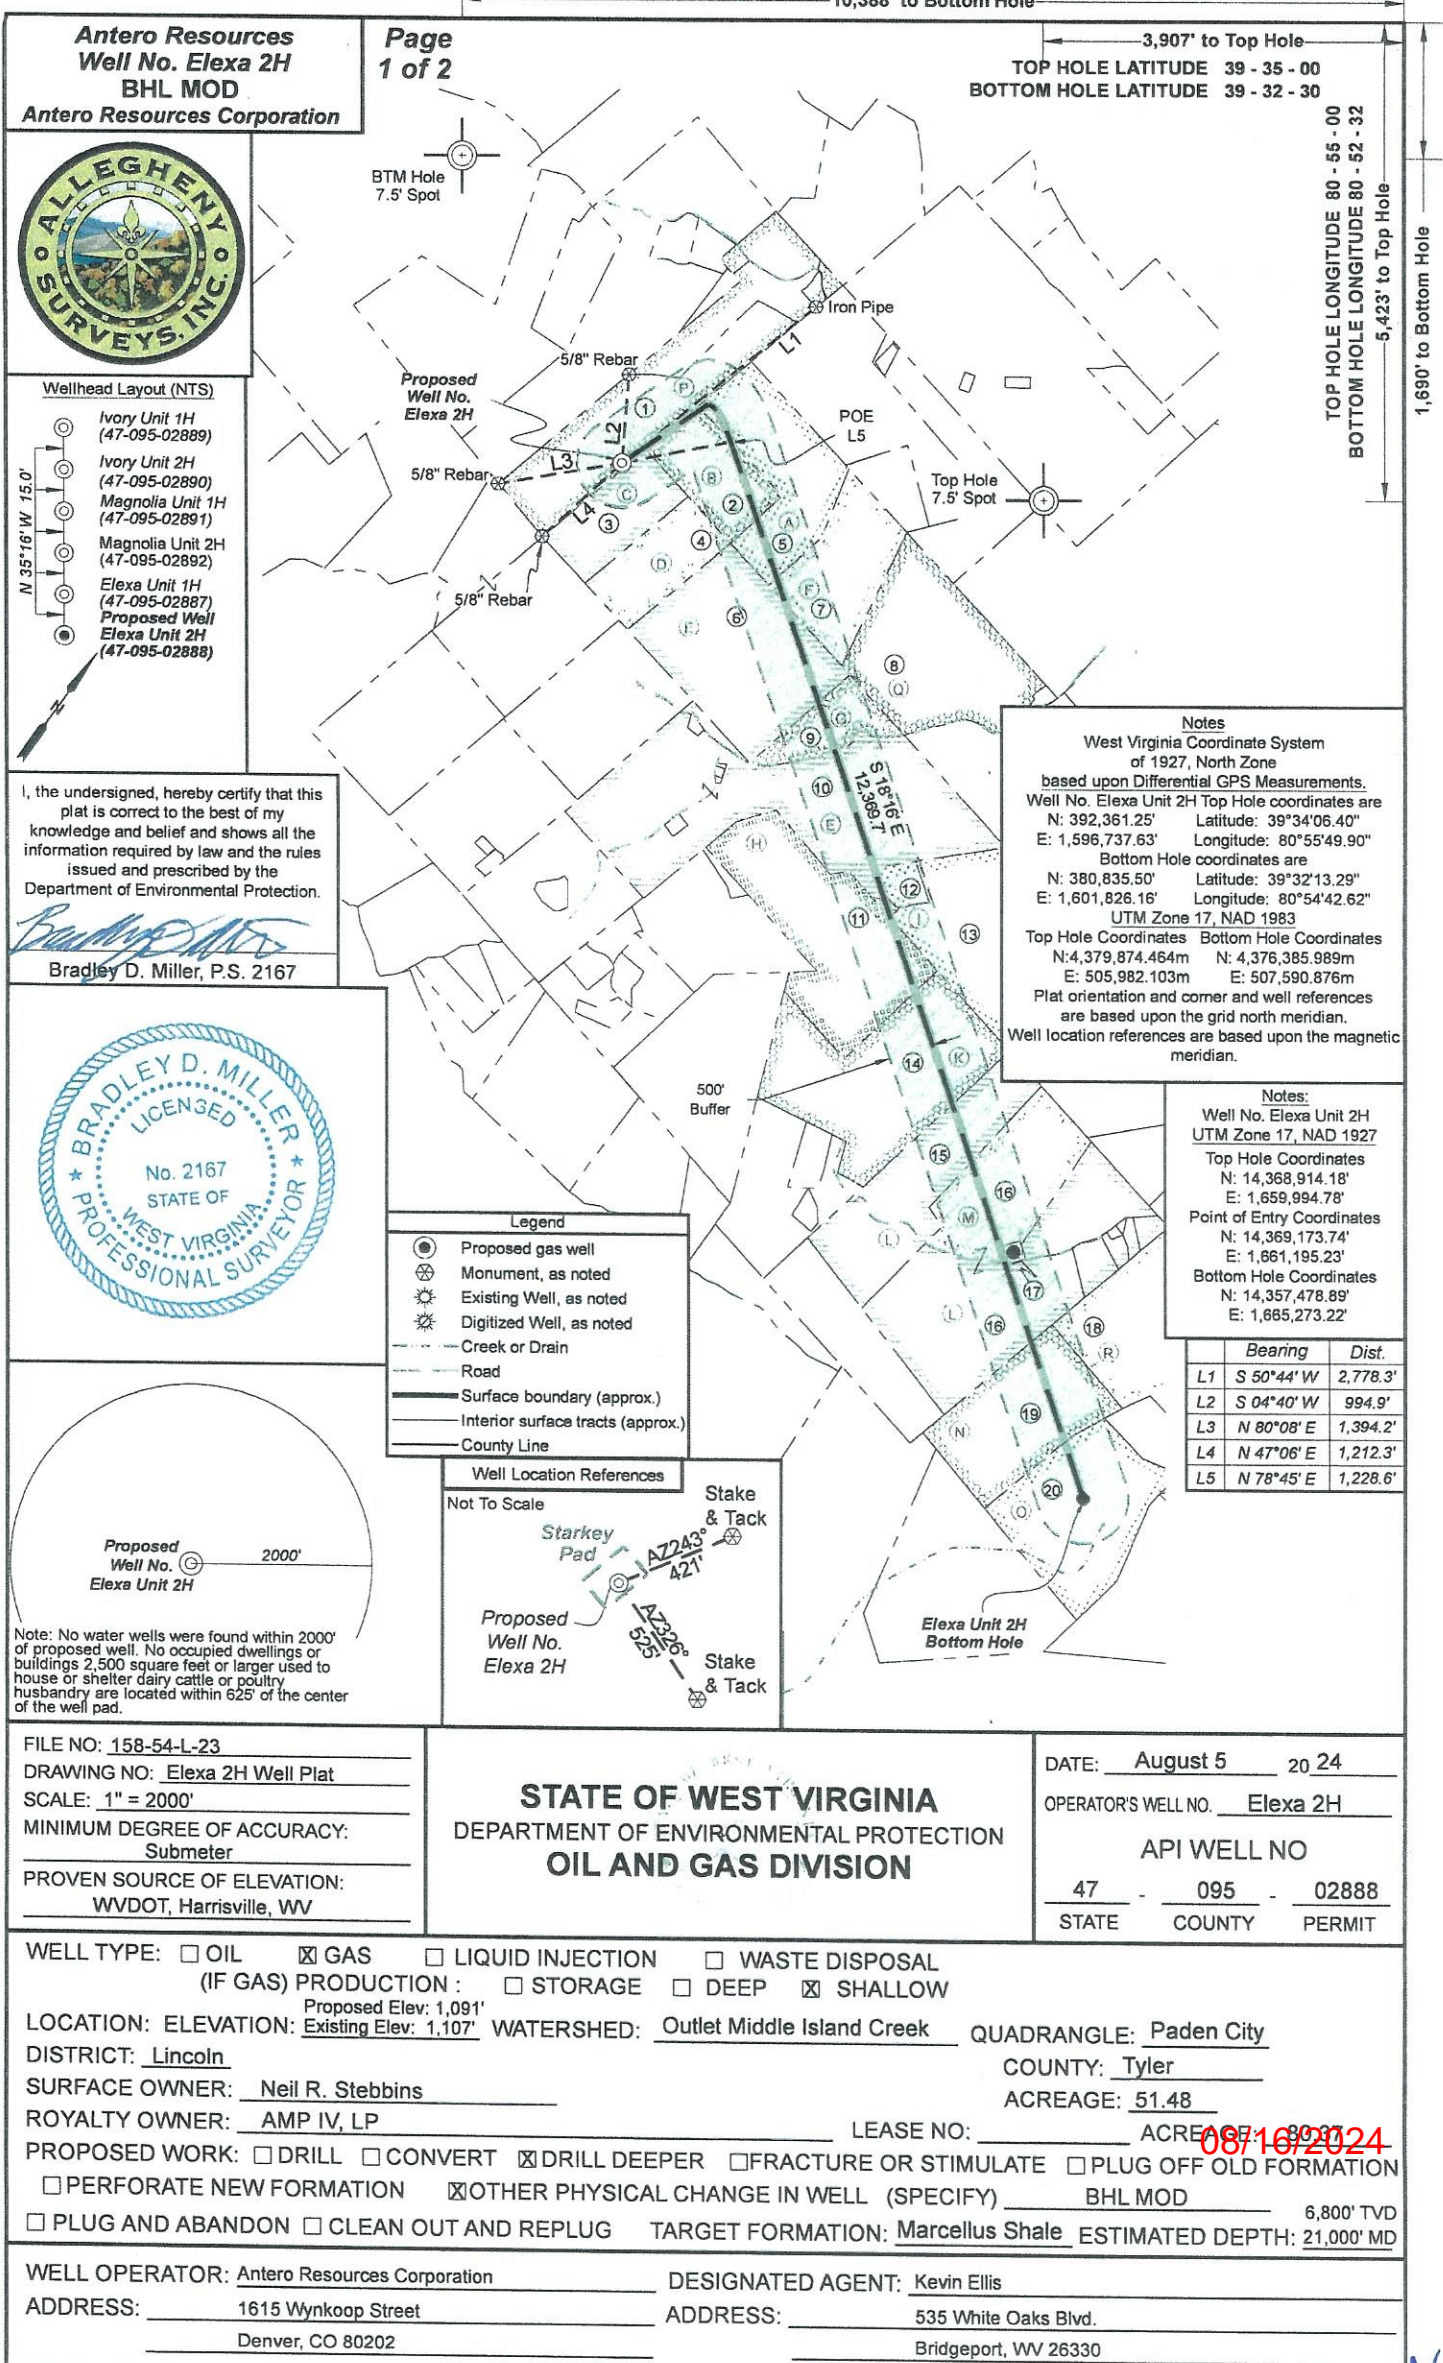 10,388' to Bottom Hole
Antero Resources
Well No. Elexa 2H
BHL MOD
Antero Resources Corporation
Page
1 of 2
3,907' to Top Hole
TOP HOLE LATITUDE 39 - 35 - 00
BOTTOM HOLE LATITUDE 39 - 32 - 30
TOP HOLE LONGITUDE 80 - 55 - 00
BOTTOM HOLE LONGITUDE 80 - 52 - 32
5,423' to Top Hole
1,690' to Bottom Hole
ALLEGHENY
SURVEYS, INC.
BTM Hole
7.5' Spot
Iron Pipe
L1
5/8" Rebar
Proposed
Well No.
Elexa 2H
P
1
L2
POE
L5
L3
5/8" Rebar
B
Top Hole
7.5' Spot
C
2
L4
3
A
4
5
D
5/8" Rebar
F
7
6
E
8
Q
G
9
S 18°16' E
12,369.7'
10
E
H
12
11
I
13
14
K
500'
Buffer
15
16
M
L
17
L
16
18
R
19
N
20
O
Elexa Unit 2H
Bottom Hole
Wellhead Layout (NTS)
N 35°16' W 15.0'
Ivory Unit 1H
(47-095-02889)
Ivory Unit 2H
(47-095-02890)
Magnolia Unit 1H
(47-095-02891)
Magnolia Unit 2H
(47-095-02892)
Elexa Unit 1H
(47-095-02887)
Proposed Well
Elexa Unit 2H
(47-095-02888)
N
I, the undersigned, hereby certify that this
plat is correct to the best of my
knowledge and belief and shows all the
information required by law and the rules
issued and prescribed by the
Department of Environmental Protection.
Bradley D. Miller, P.S. 2167
BRADLEY D. MILLER
LICENSED
No. 2167
STATE OF
WEST VIRGINIA
PROFESSIONAL SURVEYOR
Notes
West Virginia Coordinate System
of 1927, North Zone
based upon Differential GPS Measurements.
Well No. Elexa Unit 2H Top Hole coordinates are
N: 392,361.25' Latitude: 39°34'06.40"
E: 1,596,737.63' Longitude: 80°55'49.90"
Bottom Hole coordinates are
N: 380,835.50' Latitude: 39°32'13.29"
E: 1,601,826.16' Longitude: 80°54'42.62"
UTM Zone 17, NAD 1983
Top Hole Coordinates Bottom Hole Coordinates
N:4,379,874.464m N: 4,376,385.989m
E: 505,982.103m E: 507,590.876m
Plat orientation and corner and well references
are based upon the grid north meridian.
Well location references are based upon the magnetic
meridian.
Notes:
Well No. Elexa Unit 2H
UTM Zone 17, NAD 1927
Top Hole Coordinates
N: 14,368,914.18'
E: 1,659,994.78'
Point of Entry Coordinates
N: 14,369,173.74'
E: 1,661,195.23'
Bottom Hole Coordinates
N: 14,357,478.89'
E: 1,665,273.22'
Bearing Dist.
L1 S 50°44' W 2,778.3'
L2 S 04°40' W 994.9'
L3 N 80°08' E 1,394.2'
L4 N 47°06' E 1,212.3'
L5 N 78°45' E 1,228.6'
Legend
Proposed gas well
Monument, as noted
Existing Well, as noted
Digitized Well, as noted
Creek or Drain
Road
Surface boundary (approx.)
Interior surface tracts (approx.)
County Line
Proposed
Well No.
Elexa Unit 2H
2000'
Note: No water wells were found within 2000'
of proposed well. No occupied dwellings or
buildings 2,500 square feet or larger used to
house or shelter dairy cattle or poultry
husbandry are located within 625' of the center
of the well pad.
Well Location References
Not To Scale
Stake
& Tack
Starkey
Pad
AZ243°
421'
Proposed
Well No.
Elexa 2H
AZ326°
525'
Stake
& Tack
FILE NO: 158-54-L-23
DRAWING NO: Elexa 2H Well Plat
SCALE: 1" = 2000'
MINIMUM DEGREE OF ACCURACY:
Submeter
PROVEN SOURCE OF ELEVATION:
WVDOT, Harrisville, WV
STATE OF WEST VIRGINIA
DEPARTMENT OF ENVIRONMENTAL PROTECTION
OIL AND GAS DIVISION
DATE: August 5 20 24
OPERATOR'S WELL NO. Elexa 2H
API WELL NO
47 - 095 - 02888
STATE COUNTY PERMIT
WELL TYPE: ☐ OIL ☒ GAS ☐ LIQUID INJECTION ☐ WASTE DISPOSAL
(IF GAS) PRODUCTION : ☐ STORAGE ☐ DEEP ☒ SHALLOW
Proposed Elev: 1,091'
LOCATION: ELEVATION: Existing Elev: 1,107' WATERSHED: Outlet Middle Island Creek QUADRANGLE: Paden City
DISTRICT: Lincoln COUNTY: Tyler
SURFACE OWNER: Neil R. Stebbins ACREAGE: 51.48
ROYALTY OWNER: AMP IV, LP LEASE NO: ACREAGE:
08/16/2024
PROPOSED WORK: ☐ DRILL ☐ CONVERT ☒ DRILL DEEPER ☐ FRACTURE OR STIMULATE ☐ PLUG OFF OLD FORMATION
☐ PERFORATE NEW FORMATION ☒ OTHER PHYSICAL CHANGE IN WELL (SPECIFY) BHL MOD
6,800' TVD
☐ PLUG AND ABANDON ☐ CLEAN OUT AND REPLUG TARGET FORMATION: Marcellus Shale ESTIMATED DEPTH: 21,000' MD
WELL OPERATOR: Antero Resources Corporation DESIGNATED AGENT: Kevin Ellis
ADDRESS: 1615 Wynkoop Street ADDRESS: 535 White Oaks Blvd.
Denver, CO 80202 Bridgeport, WV 26330